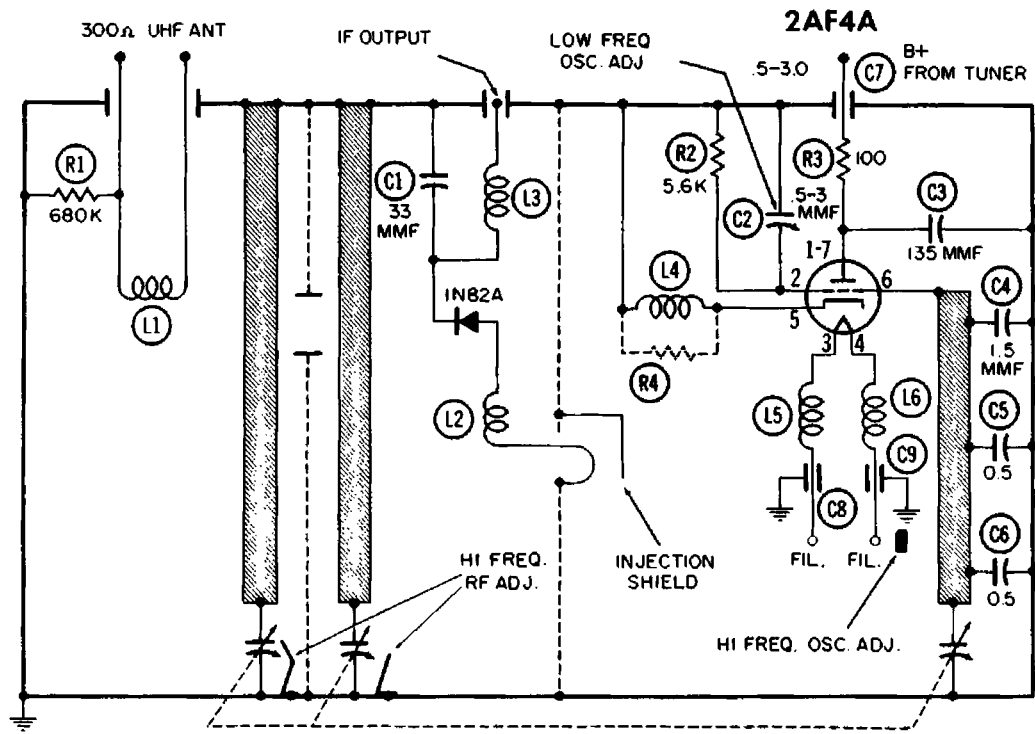 2AF4A
300Ω UHF ANT
IF OUTPUT
LOW FREQ
OSC. ADJ
.5-3.0
C7
B+
FROM TUNER
R1
680K
C1
33
MMF
L3
R2
5.6K
C2
.5-3
MMF
R3
100
C3
135 MMF
1-7
2
6
5
3
4
L4
R4
C4
1.5
MMF
L1
1N82A
L2
L5
L6
C5
0.5
C9
C8
FIL.
FIL.
C6
0.5
HI FREQ.
RF ADJ.
INJECTION
SHIELD
HI FREQ. OSC. ADJ.